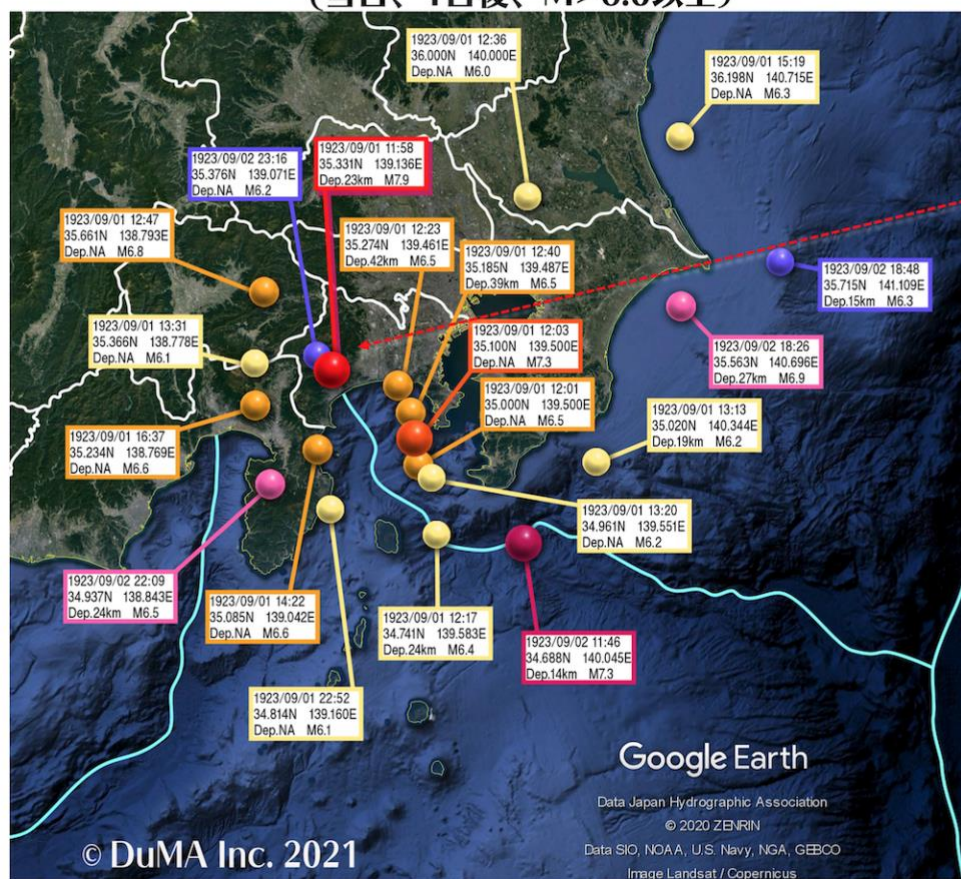 (当日、1日後、M>6.0以上)
1923/09/01 12:36
36.000N 140.000E
Dep.NA M6.0
1923/09/01 15:19
36.198N 140.715E
Dep.NA M6.3
1923/09/02 23:16
35.376N 139.071E
Dep.NA M6.2
1923/09/01 11:58
35.331N 139.136E
Dep.23km M7.9
1923/09/01 12:47
35.661N 138.793E
Dep.NA M6.8
1923/09/01 12:23
35.274N 139.461E
Dep.42km M6.5
1923/09/01 12:40
35.185N 139.487E
Dep.39km M6.5
1923/09/02 18:48
35.715N 141.109E
Dep.15km M6.3
1923/09/01 13:31
35.366N 138.778E
Dep.NA M6.1
1923/09/01 12:03
35.100N 139.500E
Dep.NA M7.3
1923/09/02 18:26
35.563N 140.696E
Dep.27km M6.9
1923/09/01 12:01
35.000N 139.500E
Dep.NA M6.5
1923/09/01 13:13
35.020N 140.344E
Dep.19km M6.2
1923/09/01 16:37
35.234N 138.769E
Dep.NA M6.6
1923/09/01 13:20
34.961N 139.551E
Dep.NA M6.2
1923/09/02 22:09
34.937N 138.843E
Dep.24km M6.5
1923/09/01 14:22
35.085N 139.042E
Dep.NA M6.6
1923/09/01 12:17
34.741N 139.583E
Dep.24km M6.4
1923/09/02 11:46
34.688N 140.045E
Dep.14km M7.3
1923/09/01 22:52
34.814N 139.160E
Dep.NA M6.1
Google Earth
Data Japan Hydrographic Association
© 2020 ZENRIN
Data SIO, NOAA, U.S. Navy, NGA, GEBCO
Image Landsat / Copernicus
© DuMA Inc. 2021